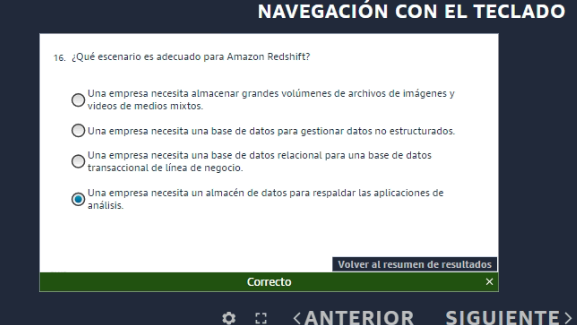 NAVEGACIÓN CON EL TECLADO
16. ¿Qué escenario es adecuado para Amazon Redshift?
Una empresa necesita almacenar grandes volúmenes de archivos de imágenes y
videos de medios mixtos.
Una empresa necesita una base de datos para gestionar datos no estructurados.
Una empresa necesita una base de datos relacional para una base de datos
transaccional de línea de negocio.
Una empresa necesita un almacén de datos para respaldar las aplicaciones de
análisis.
Volver al resumen de resultados
Correcto ×
<ANTERIOR SIGUIENTE>